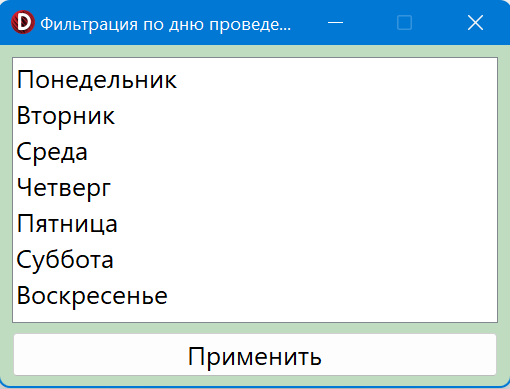 D Фильтрация по дню проведе...
Понедельник
Вторник
Среда
Четверг
Пятница
Суббота
Воскресенье
Применить